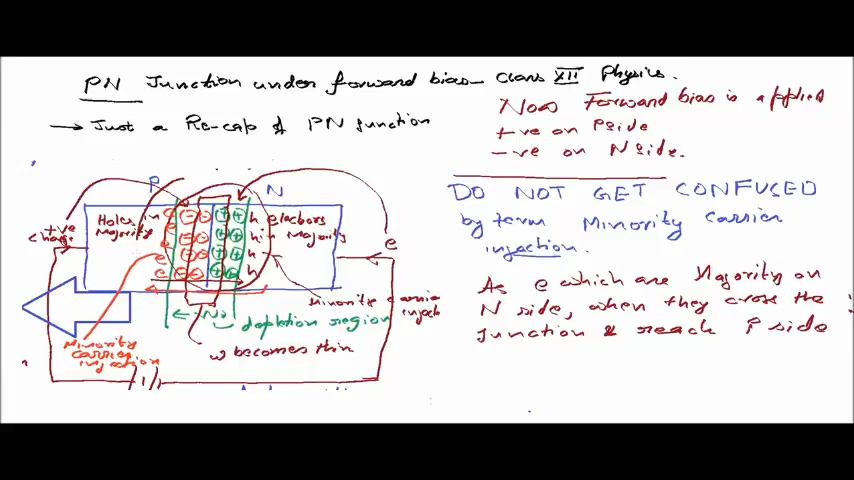 PN Junction under forward bias - Class XII Physics.
→ Just a Re-cap of PN junction
Now Forward bias is applied
+ve on P side
-ve on N side.
DO NOT GET CONFUSED
by term Minority carrier
injection.
As e which are Majority on
N side, when they cross the
junction & reach P side
P N
+ve
charge
Holes
Majority
electrons
in Majority
e
h
h
h
h
e
e
e
e
Minority carrier
inject
← W →
depletion region
w becomes thin
Minority
carrier
injection